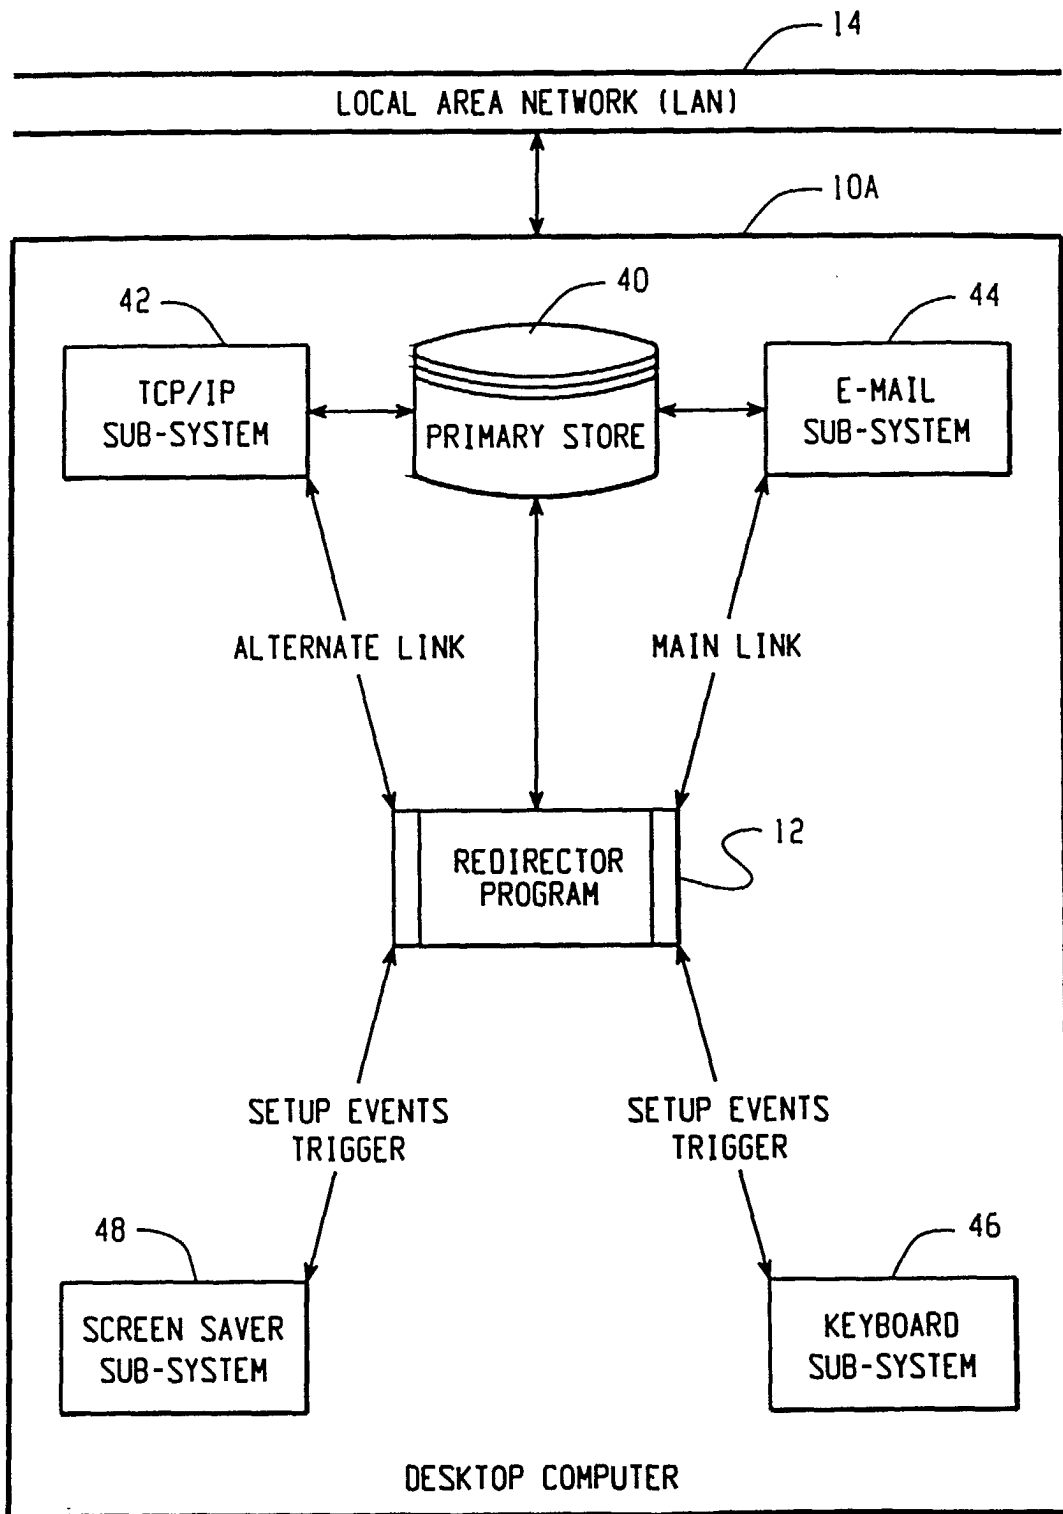 14
LOCAL AREA NETWORK (LAN)
10A
42
40
44
TCP/IP
SUB-SYSTEM
PRIMARY STORE
E-MAIL
SUB-SYSTEM
ALTERNATE LINK
MAIN LINK
12
REDIRECTOR
PROGRAM
SETUP EVENTS
TRIGGER
SETUP EVENTS
TRIGGER
48
46
SCREEN SAVER
SUB-SYSTEM
KEYBOARD
SUB-SYSTEM
DESKTOP COMPUTER